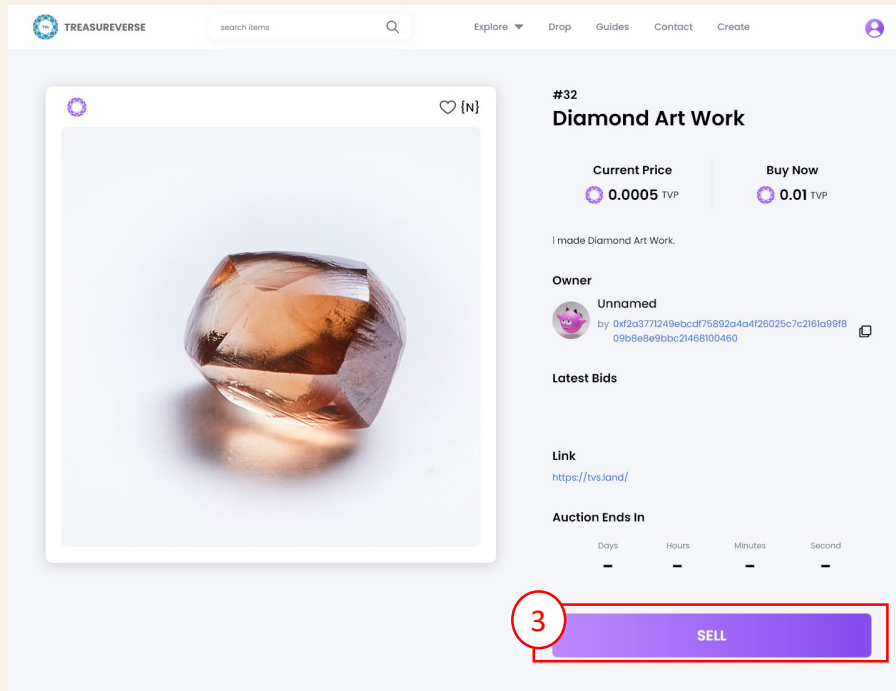 TREASUREVERSE
search items
Explore
Drop
Guides
Contact
Create
{N}
#32
Diamond Art Work
Current Price
Buy Now
0.0005 TVP
0.01 TVP
i made Diamond Art Work.
Owner
Unnamed
by 0xf2a3771249ebcdf75892a4a4f26025c7c2161a99f8
09b8e8e9bbc21468100460
Latest Bids
Link
https://tvs.land/
Auction Ends In
Days Hours Minutes Second
- - - -
3
SELL